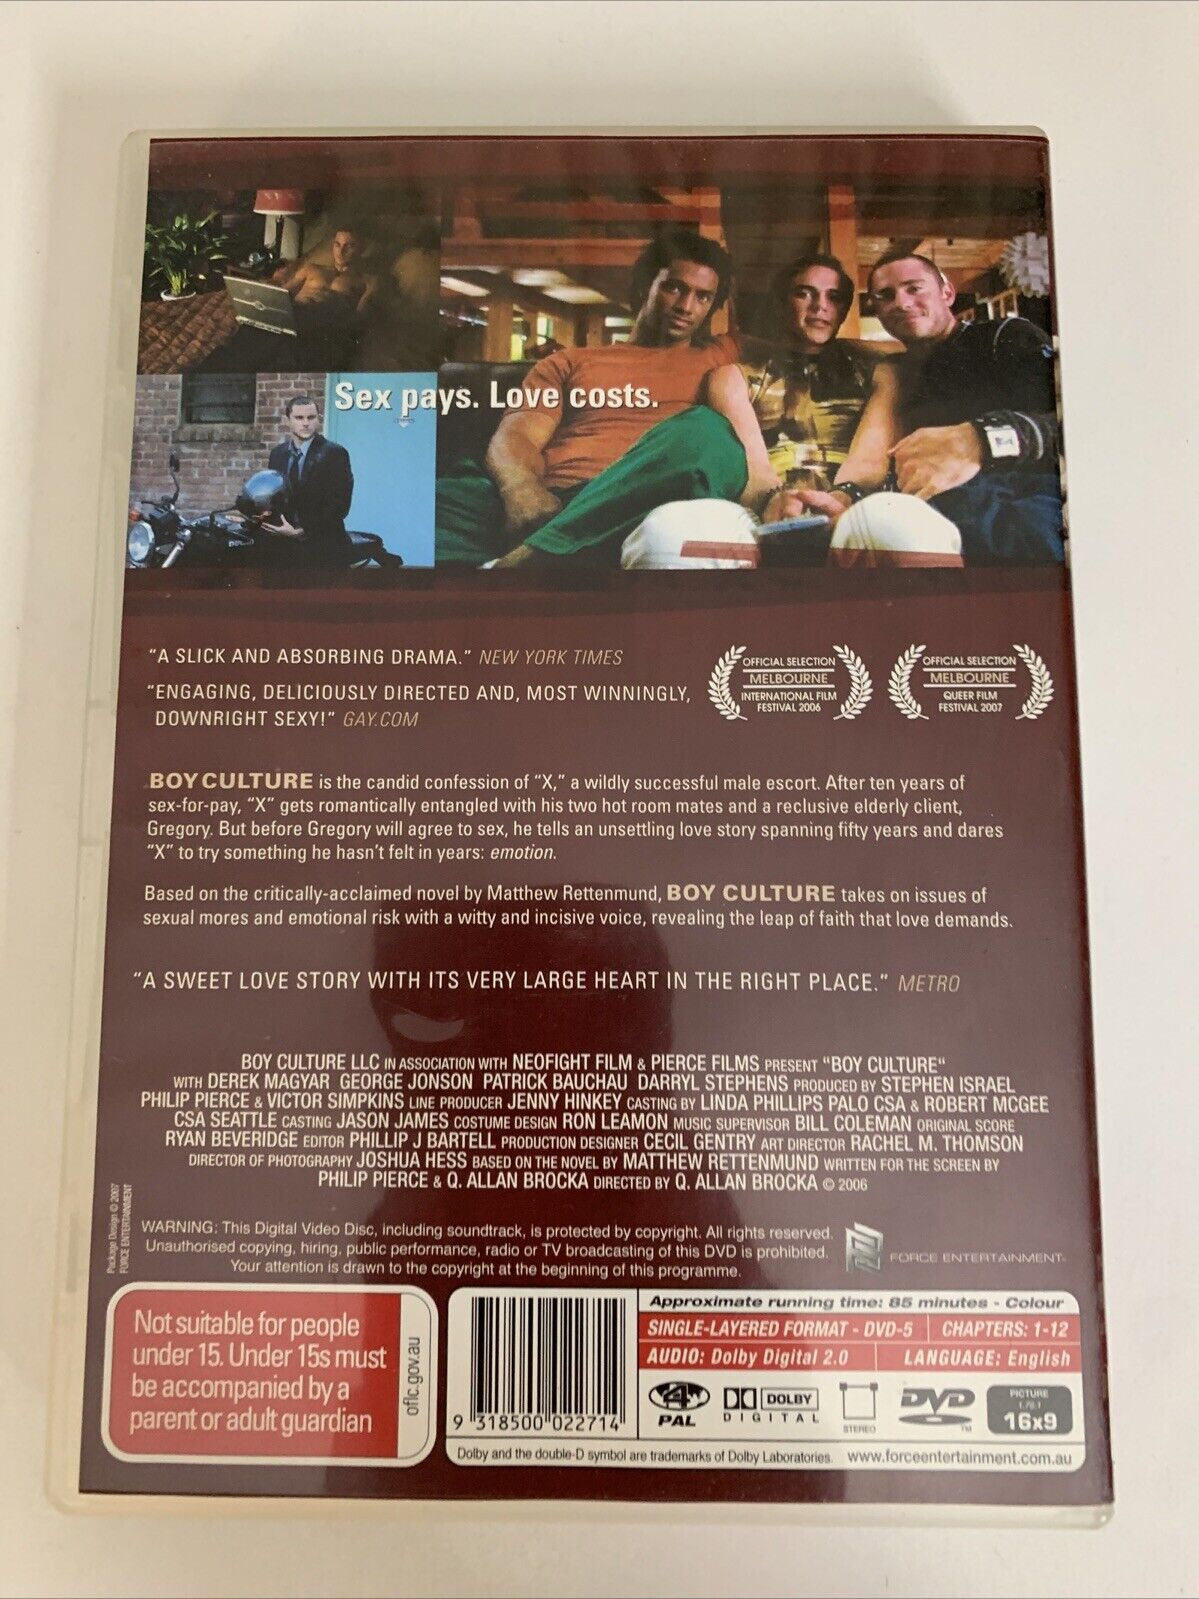 Sex pays. Love costs.
"A SLICK AND ABSORBING DRAMA." NEW YORK TIMES
"ENGAGING, DELICIOUSLY DIRECTED AND, MOST WINNINGLY,
DOWNRIGHT SEXY!" GAY.COM
OFFICIAL SELECTION
MELBOURNE
INTERNATIONAL FILM
FESTIVAL 2006
OFFICIAL SELECTION
MELBOURNE
QUEER FILM
FESTIVAL 2007
BOY CULTURE is the candid confession of "X," a wildly successful male escort. After ten years of
sex-for-pay, "X" gets romantically entangled with his two hot room mates and a reclusive elderly client,
Gregory. But before Gregory will agree to sex, he tells an unsettling love story spanning fifty years and dares
"X" to try something he hasn't felt in years: emotion.
Based on the critically-acclaimed novel by Matthew Rettenmund, BOY CULTURE takes on issues of
sexual mores and emotional risk with a witty and incisive voice, revealing the leap of faith that love demands.
"A SWEET LOVE STORY WITH ITS VERY LARGE HEART IN THE RIGHT PLACE." METRO
BOY CULTURE LLC IN ASSOCIATION WITH NEOFIGHT FILM & PIERCE FILMS PRESENT "BOY CULTURE"
WITH DEREK MAGYAR GEORGE JONSON PATRICK BAUCHAU DARRYL STEPHENS PRODUCED BY STEPHEN ISRAEL
PHILIP PIERCE & VICTOR SIMPKINS LINE PRODUCER JENNY HINKEY CASTING BY LINDA PHILLIPS PALO CSA & ROBERT MCGEE
CSA SEATTLE CASTING JASON JAMES COSTUME DESIGN RON LEAMON MUSIC SUPERVISOR BILL COLEMAN ORIGINAL SCORE
RYAN BEVERIDGE EDITOR PHILLIP J BARTELL PRODUCTION DESIGNER CECIL GENTRY ART DIRECTOR RACHEL M. THOMSON
DIRECTOR OF PHOTOGRAPHY JOSHUA HESS BASED ON THE NOVEL BY MATTHEW RETTENMUND WRITTEN FOR THE SCREEN BY
PHILIP PIERCE & Q. ALLAN BROCKA DIRECTED BY Q. ALLAN BROCKA © 2006
Package Design © 2007
FORCE ENTERTAINMENT
WARNING: This Digital Video Disc, including soundtrack, is protected by copyright. All rights reserved.
Unauthorised copying, hiring, public performance, radio or TV broadcasting of this DVD is prohibited.
Your attention is drawn to the copyright at the beginning of this programme.
FORCE ENTERTAINMENT
Not suitable for people
under 15. Under 15s must
be accompanied by a
parent or adult guardian
oflc.gov.au
9 318500 022714
Approximate running time: 85 minutes - Colour
SINGLE-LAYERED FORMAT - DVD-5 CHAPTERS: 1-12
AUDIO: Dolby Digital 2.0 LANGUAGE: English
4
PAL
DOLBY
DIGITAL
STEREO
DVD
PICTURE
1.78:1
16x9
Dolby and the double-D symbol are trademarks of Dolby Laboratories.
www.forceentertainment.com.au